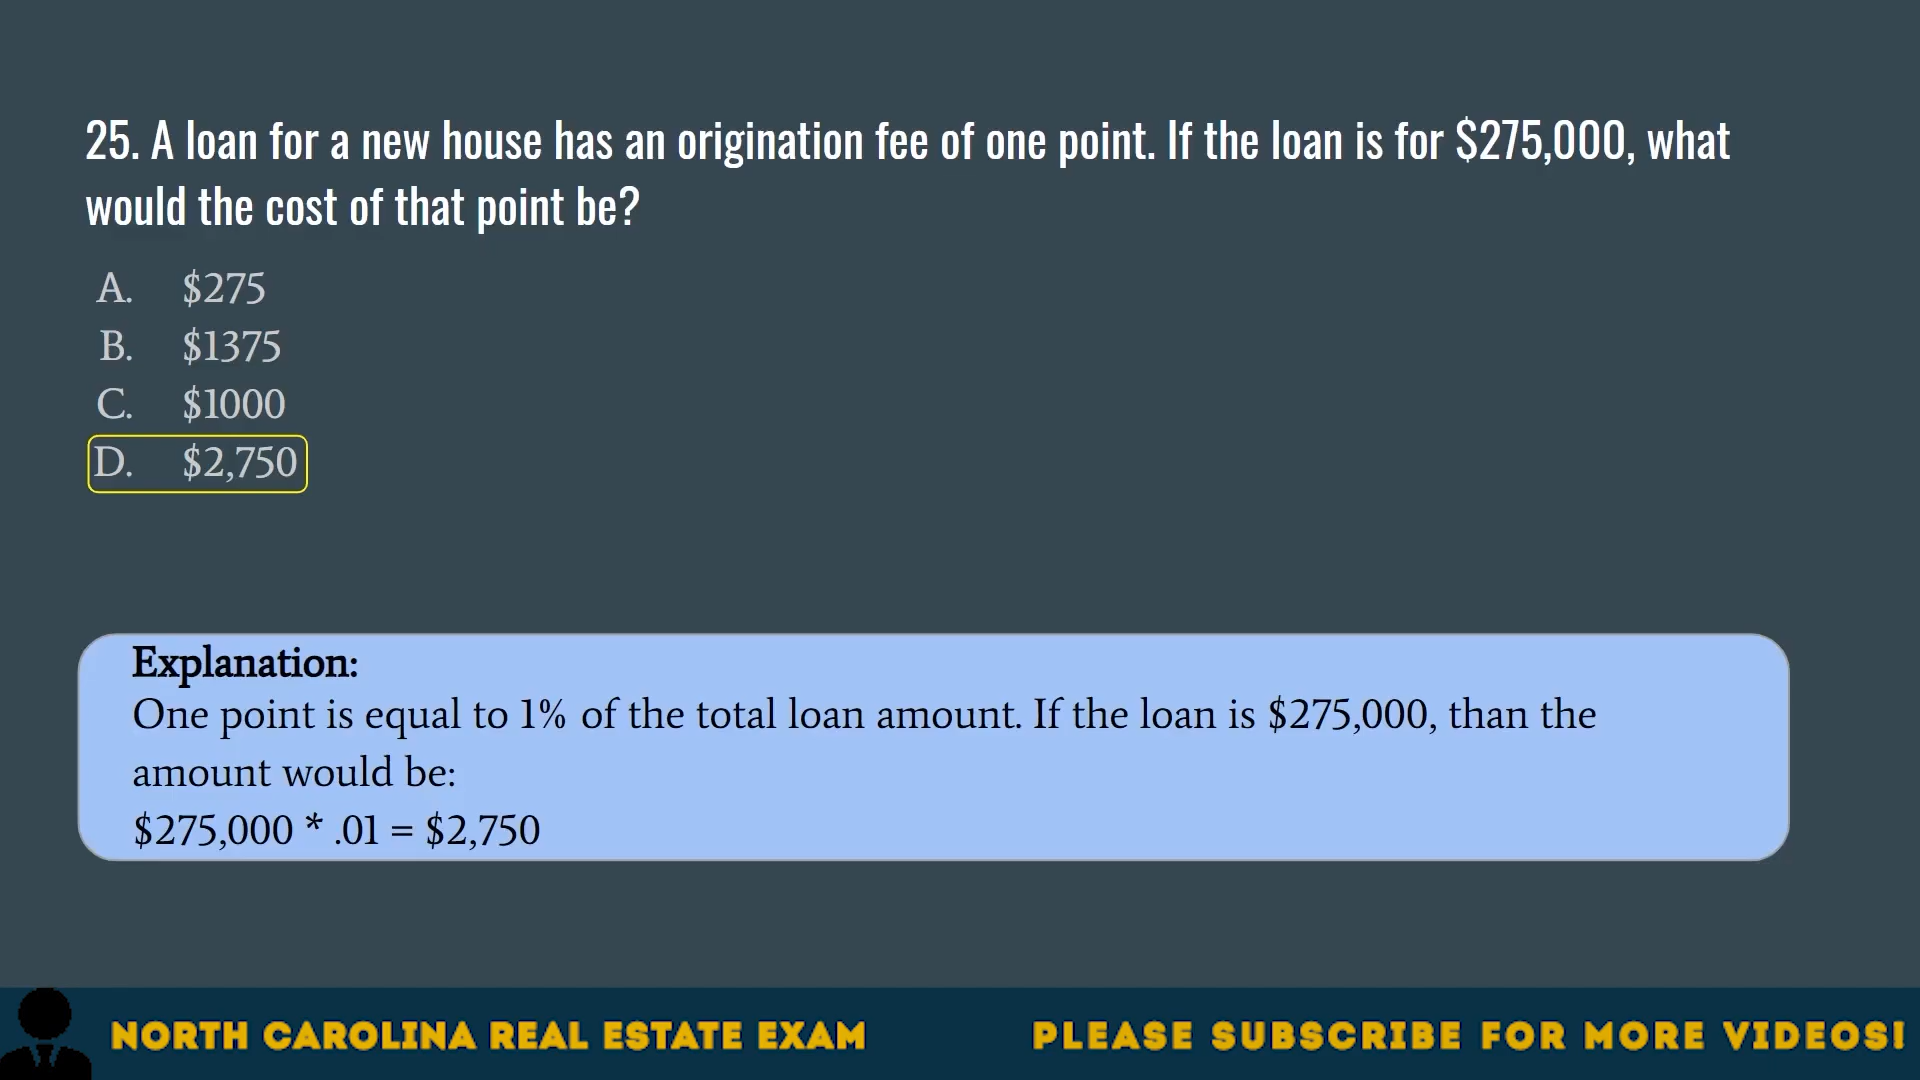 25. A loan for a new house has an origination fee of one point. If the loan is for $275,000, what
would the cost of that point be?
A. $275
B. $1375
C. $1000
D. $2,750
Explanation:
One point is equal to 1% of the total loan amount. If the loan is $275,000, than the
amount would be:
$275,000 * .01 = $2,750
NORTH CAROLINA REAL ESTATE EXAM
PLEASE SUBSCRIBE FOR MORE VIDEOS!